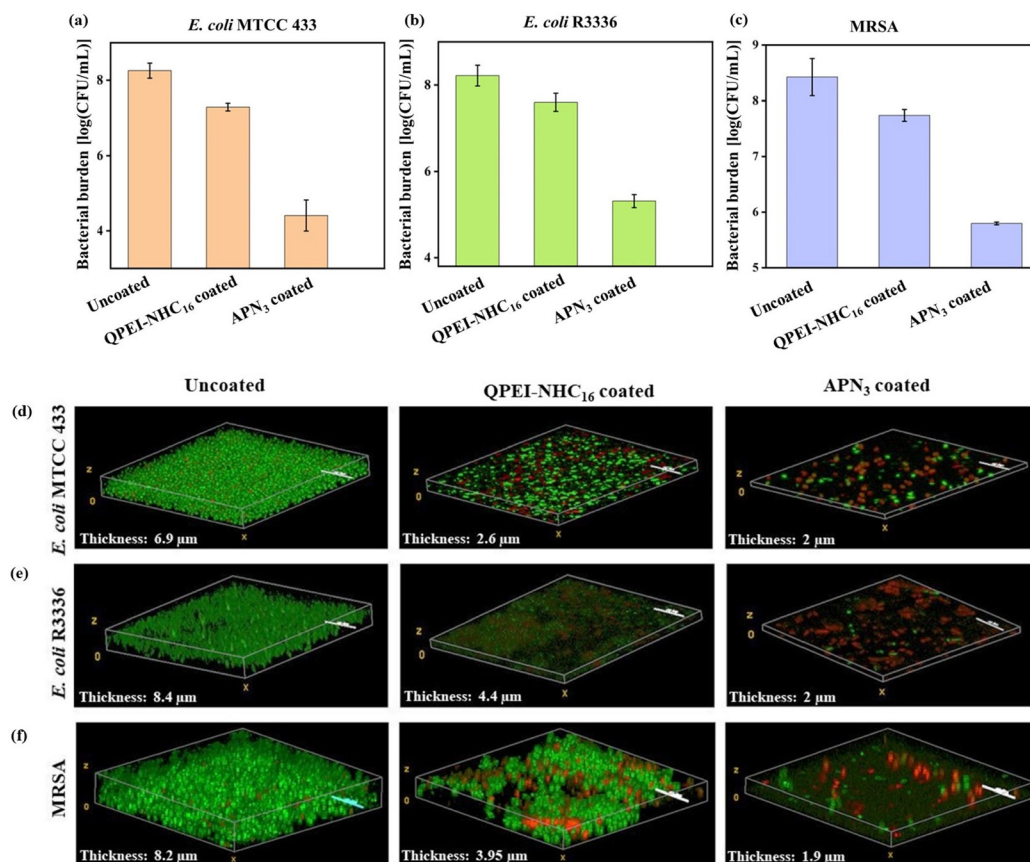 (a)
E. coli MTCC 433
Bacterial burden [log(CFU/mL)]
8
6
4
Uncoated
QPEI-NHC₁₆ coated
APN₃ coated
(b)
E. coli R3336
Bacterial burden [log(CFU/mL)]
8
6
4
Uncoated
QPEI-NHC₁₆ coated
APN₃ coated
(c)
MRSA
Bacterial burden [log(CFU/mL)]
9
8
7
6
5
Uncoated
QPEI-NHC₁₆ coated
APN₃ coated
Uncoated
QPEI-NHC₁₆ coated
APN₃ coated
(d)
E. coli MTCC 433
z
0
x
Thickness: 6.9 µm
z
0
x
Thickness: 2.6 µm
z
0
x
Thickness: 2 µm
(e)
E. coli R3336
z
0
x
Thickness: 8.4 µm
z
0
x
Thickness: 4.4 µm
z
0
x
Thickness: 2 µm
(f)
MRSA
z
0
x
Thickness: 8.2 µm
z
0
x
Thickness: 3.95 µm
z
0
x
Thickness: 1.9 µm